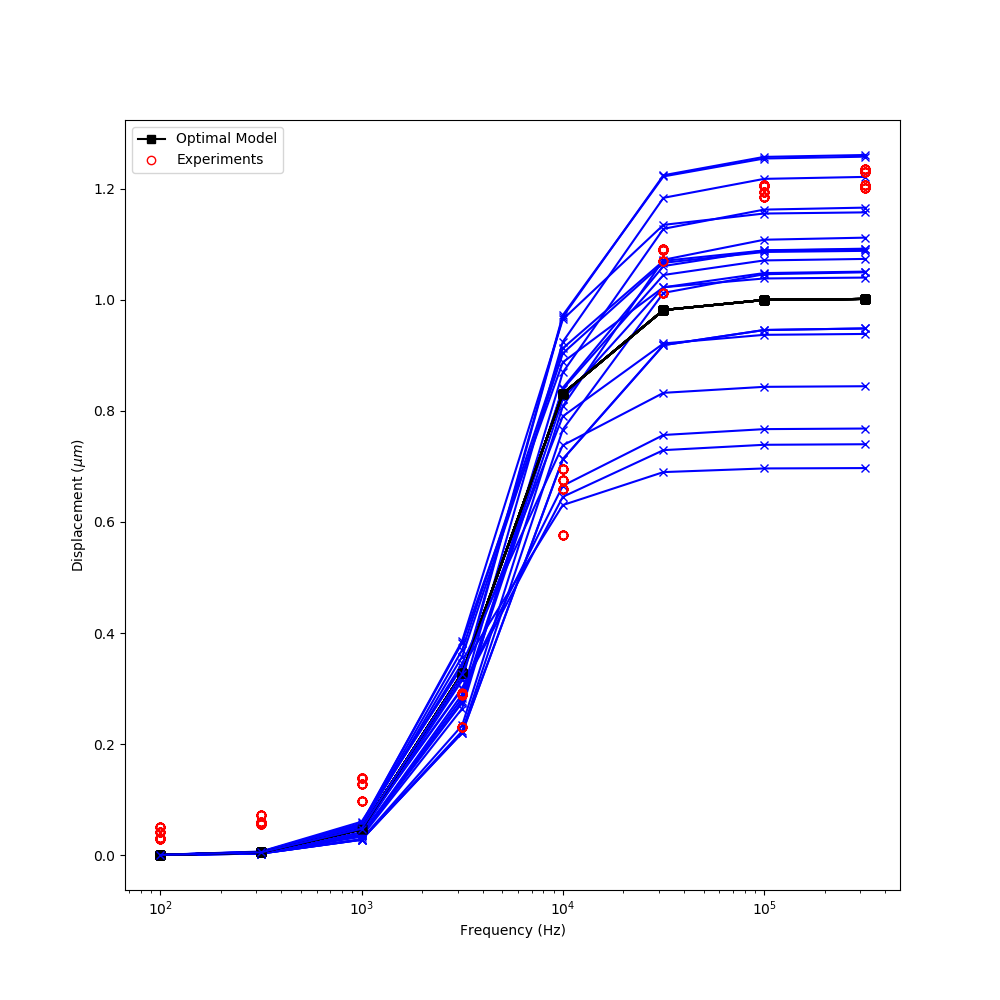 Optimal Model
Experiments
1.2
1.0
0.8
0.6
0.4
0.2
0.0
Displacement (μm)
10²
10³
10⁴
10⁵
Frequency (Hz)